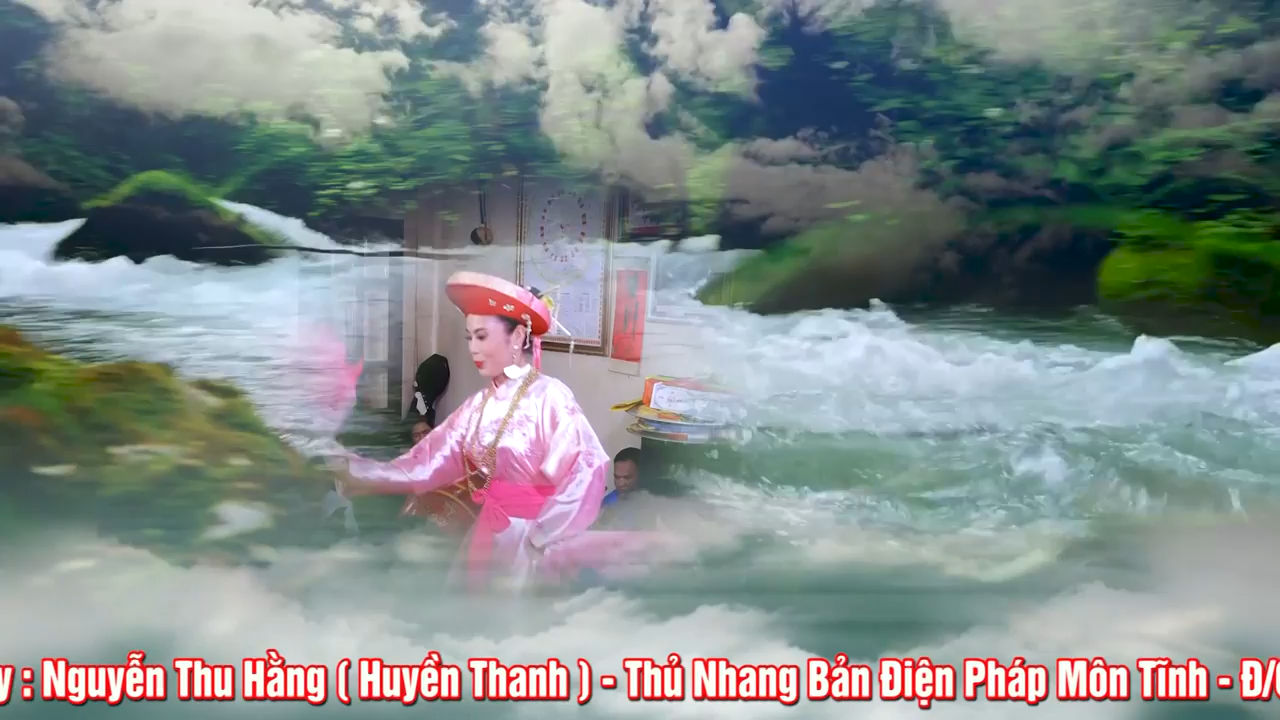 y : Nguyễn Thu Hằng ( Huyền Thanh ) - Thủ Nhang Bản Điện Pháp Môn Tĩnh - Đ/